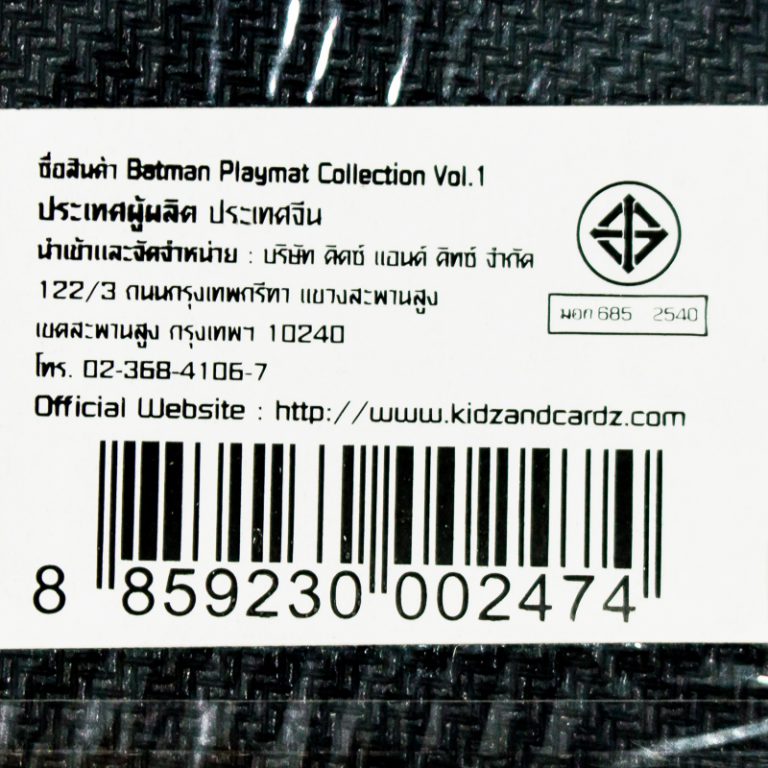 ชื่อสินค้า Batman Playmat Collection Vol.1
ประเทศผู้ผลิต ประเทศจีน
นำเข้าและจัดจำหน่าย : บริษัท คิดซ์ แอนด์ คิทซ์ จำกัด
122/3 ถนนกรุงเทพกรีฑา แขวงสะพานสูง
เขตสะพานสูง กรุงเทพฯ 10240
โทร. 02-368-4106-7
Official Website : http://www.kidzandcardz.com
มอก 685 2540
8 859230 002474